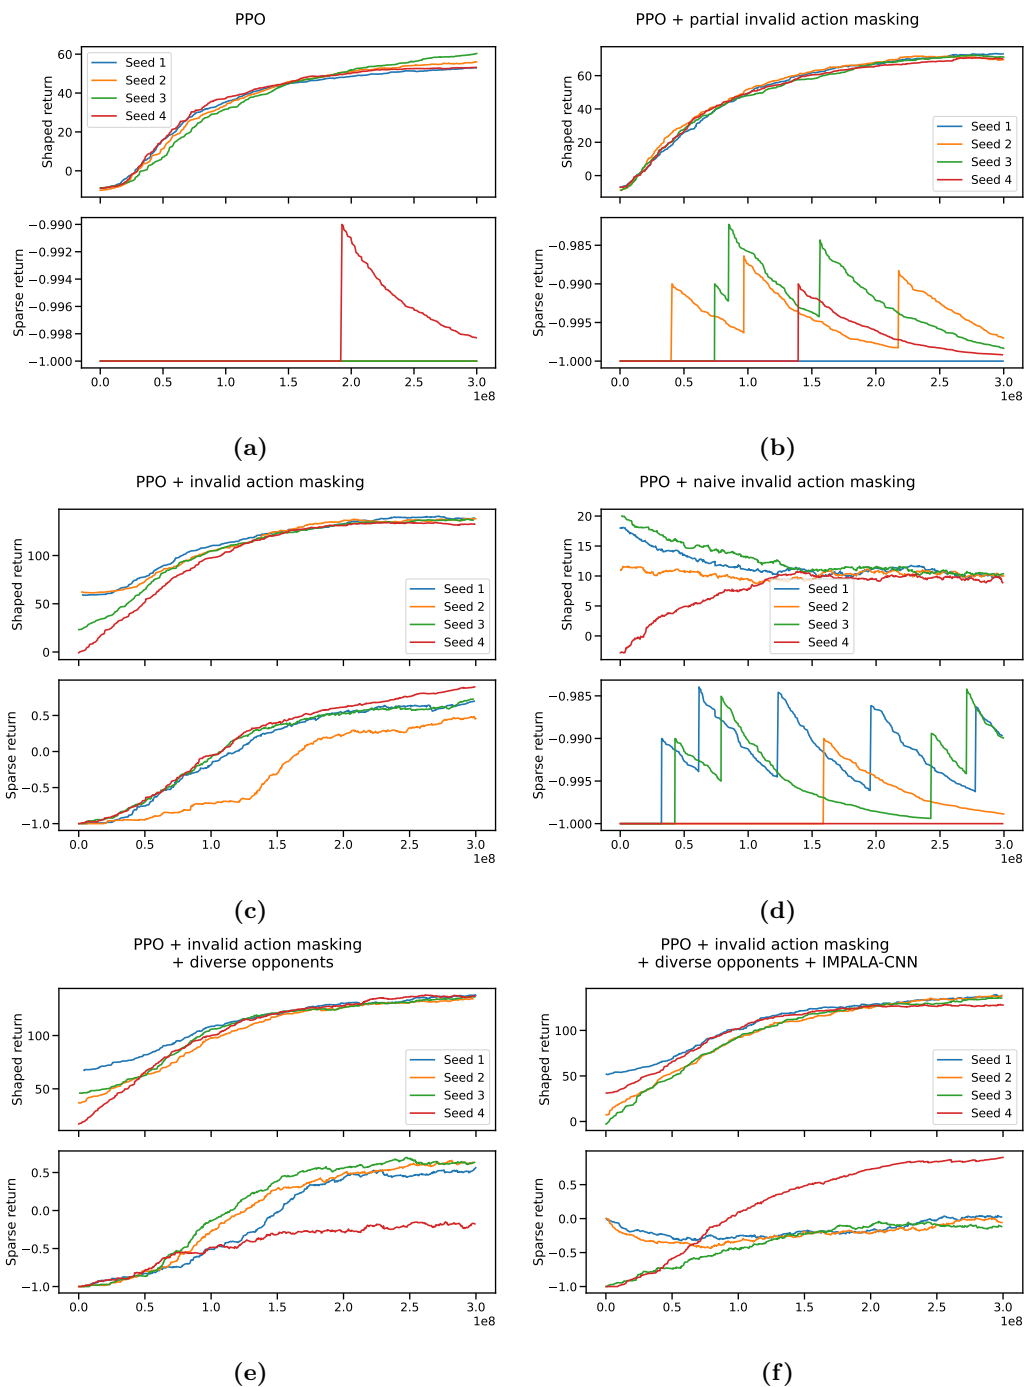 PPO
Shaped return
60
40
20
0
Seed 1
Seed 2
Seed 3
Seed 4
Sparse return
−0.990
−0.992
−0.994
−0.996
−0.998
−1.000
0.0 0.5 1.0 1.5 2.0 2.5 3.0
1e8
(a)
PPO + partial invalid action masking
Shaped return
60
40
20
0
Seed 1
Seed 2
Seed 3
Seed 4
Sparse return
−0.985
−0.990
−0.995
−1.000
0.0 0.5 1.0 1.5 2.0 2.5 3.0
1e8
(b)
PPO + invalid action masking
Shaped return
100
50
0
Seed 1
Seed 2
Seed 3
Seed 4
Sparse return
0.5
0.0
−0.5
−1.0
0.0 0.5 1.0 1.5 2.0 2.5 3.0
1e8
(c)
PPO + naive invalid action masking
Shaped return
20
15
10
5
0
Seed 1
Seed 2
Seed 3
Seed 4
Sparse return
−0.985
−0.990
−0.995
−1.000
0.0 0.5 1.0 1.5 2.0 2.5 3.0
1e8
(d)
PPO + invalid action masking
+ diverse opponents
Shaped return
100
50
Seed 1
Seed 2
Seed 3
Seed 4
Sparse return
0.5
0.0
−0.5
−1.0
0.0 0.5 1.0 1.5 2.0 2.5 3.0
1e8
(e)
PPO + invalid action masking
+ diverse opponents + IMPALA-CNN
Shaped return
100
50
0
Seed 1
Seed 2
Seed 3
Seed 4
Sparse return
0.5
0.0
−0.5
−1.0
0.0 0.5 1.0 1.5 2.0 2.5 3.0
1e8
(f)